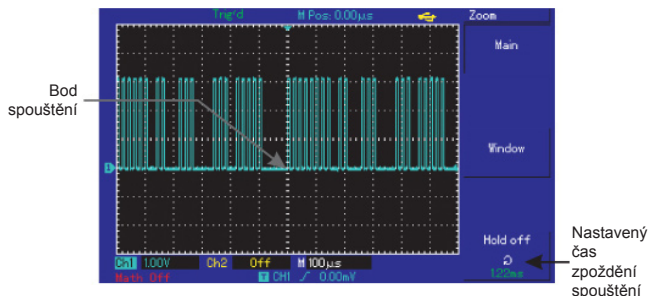 Trig'd M Pos: 0.00µs Zoom
Main
Bod
spouštění
Window
1
Hold off
1.22ms
Nastavený
čas
zpoždění
spouštění
Ch1 1.00V Ch2 Off M 100µs
Math Off T CH1 0.00mV